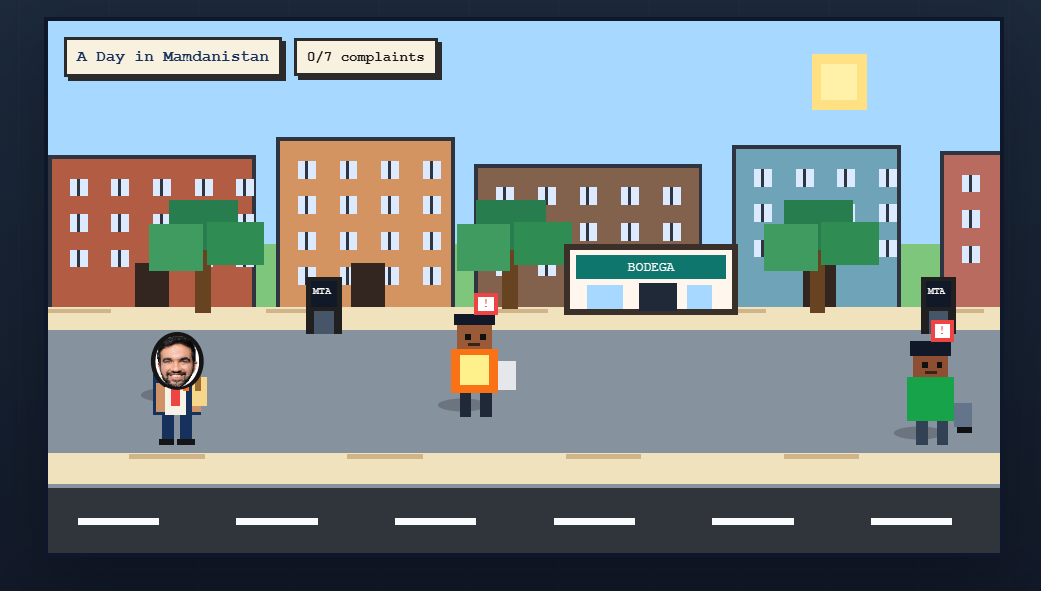 A Day in Mamdanistan
0/7 complaints
BODEGA
MTA
MTA
!
!